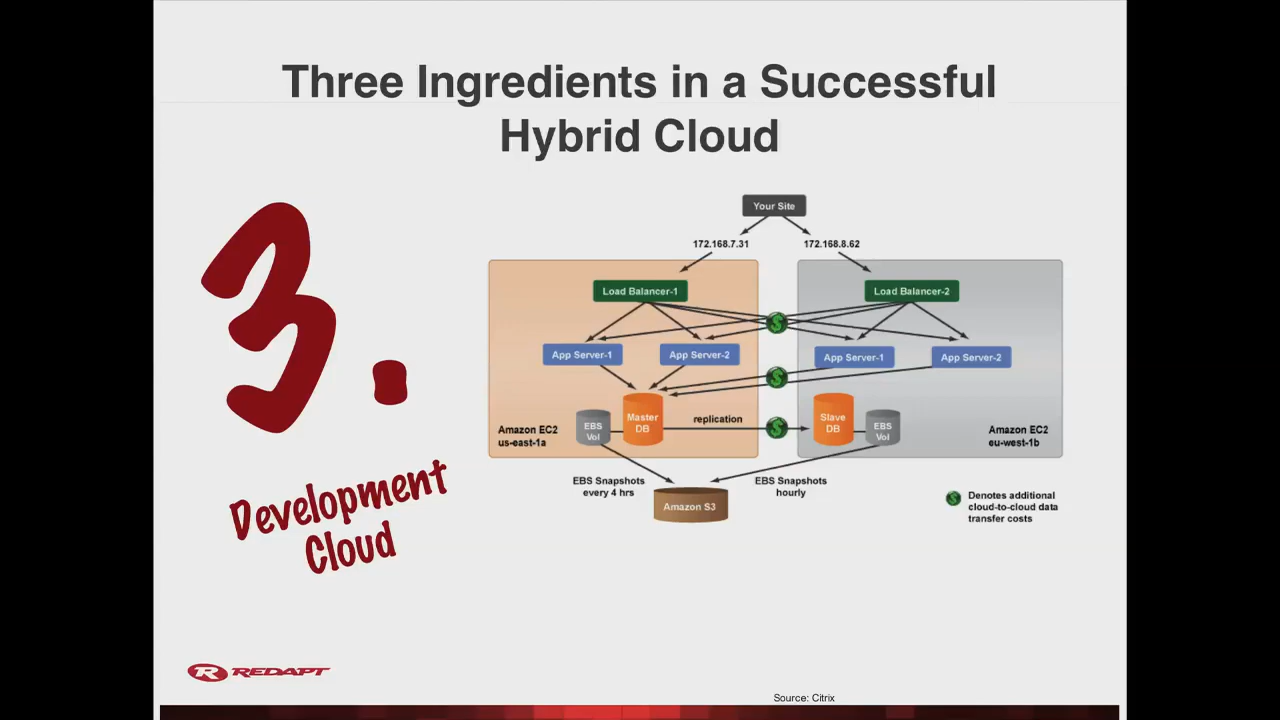 Three Ingredients in a Successful
Hybrid Cloud
3.
Development
Cloud
Your Site
172.168.7.31
172.168.8.62
Load Balancer-1
Load Balancer-2
$
App Server-1
App Server-2
App Server-1
App Server-2
$
Amazon EC2
us-east-1a
EBS
Vol
Master
DB
replication
$
Slave
DB
EBS
Vol
Amazon EC2
eu-west-1b
EBS Snapshots
every 4 hrs
Amazon S3
EBS Snapshots
hourly
$
Denotes additional
cloud-to-cloud data
transfer costs
R REDAPT
Source: Citrix